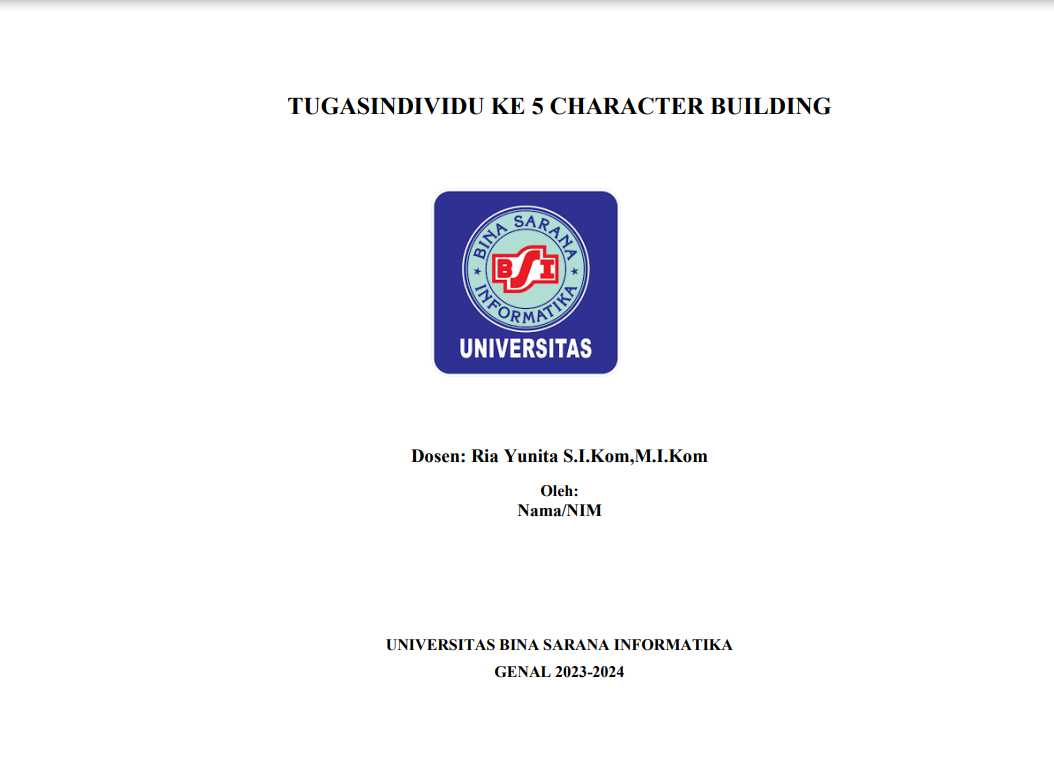 TUGASINDIVIDU KE 5 CHARACTER BUILDING
BINA SARANA
BSI
INFORMATIKA
UNIVERSITAS
Dosen: Ria Yunita S.I.Kom,M.I.Kom
Oleh:
Nama/NIM
UNIVERSITAS BINA SARANA INFORMATIKA
GENAL 2023-2024